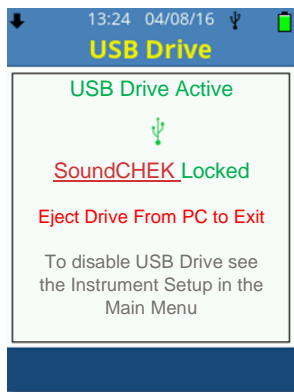 13:24 04/08/16
USB Drive
USB Drive Active
SoundCHEK Locked
Eject Drive From PC to Exit
To disable USB Drive see
the Instrument Setup in the
Main Menu